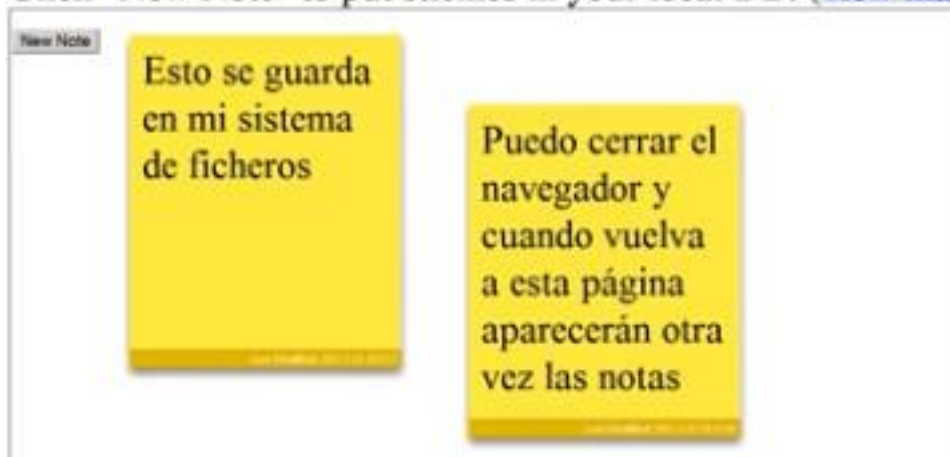 New Note
Esto se guarda
en mi sistema
de ficheros
Puedo cerrar el
navegador y
cuando vuelva
a esta página
aparecerán otra
vez las notas